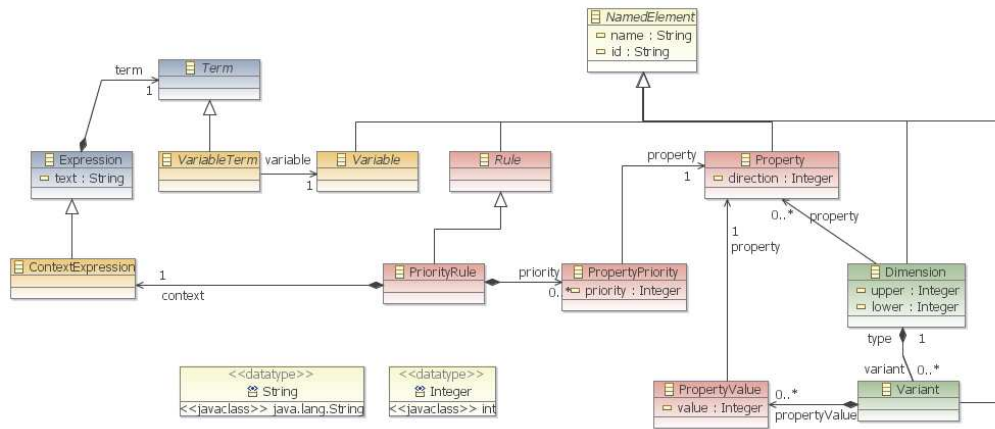 NamedElement
name : String
id : String
term
Term
1
Expression
text : String
VariableTerm
variable
1
Variable
Rule
property
1
Property
direction : Integer
0..*
property
1
property
ContextExpression
1
context
PriorityRule
priority
0..*
PropertyPriority
priority : Integer
Dimension
upper : Integer
lower : Integer
type
1
variant
0..*
<<datatype>>
String
<<javaclass>> java.lang.String
<<datatype>>
Integer
<<javaclass>> int
PropertyValue
value : Integer
0..*
propertyValue
Variant